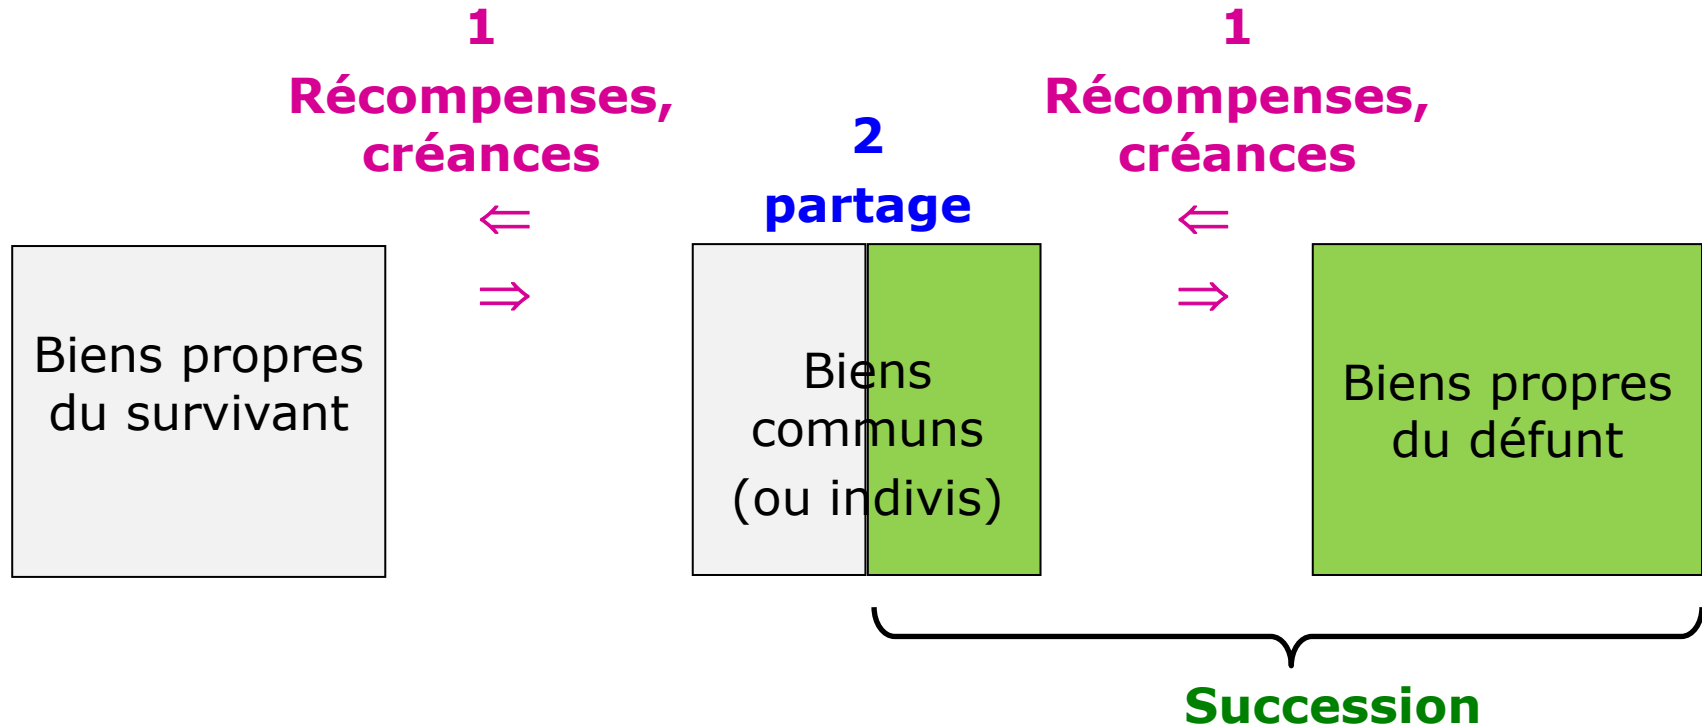 1
Récompenses,
créances
⇐
⇒
2
partage
1
Récompenses,
créances
⇐
⇒
Biens propres
du survivant
Biens
communs
(ou indivis)
Biens propres
du défunt
Succession